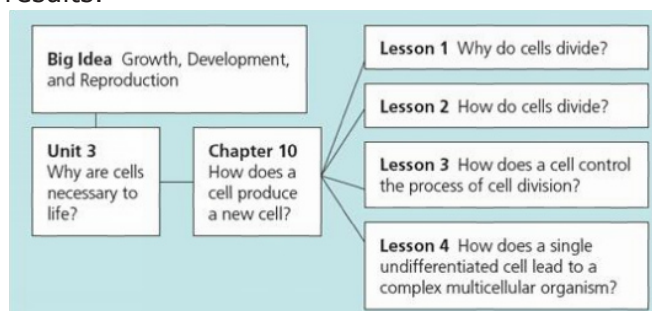 results.
Big Idea Growth, Development,
and Reproduction
Unit 3
Why are cells
necessary to
life?
Chapter 10
How does a
cell produce
a new cell?
Lesson 1 Why do cells divide?
Lesson 2 How do cells divide?
Lesson 3 How does a cell control
the process of cell division?
Lesson 4 How does a single
undifferentiated cell lead to a
complex multicellular organism?